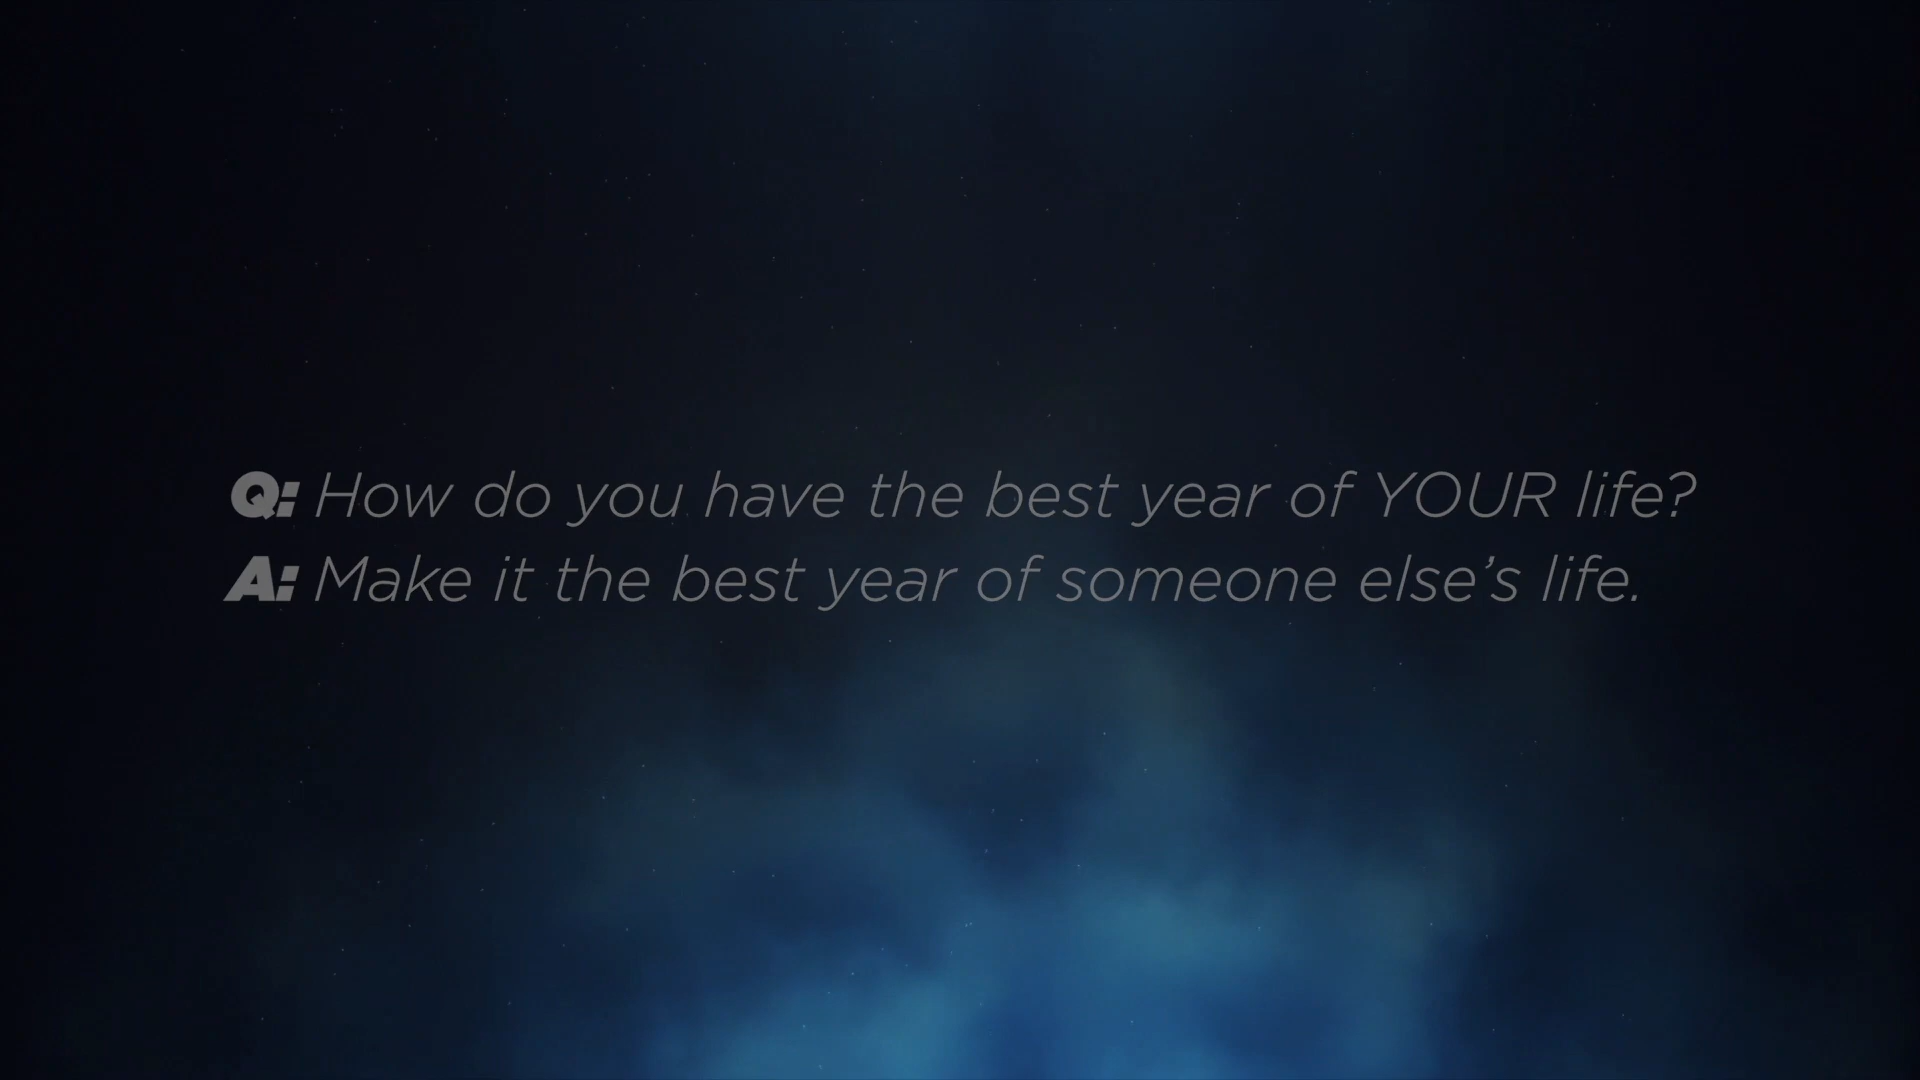 Q: How do you have the best year of YOUR life?
A: Make it the best year of someone else’s life.